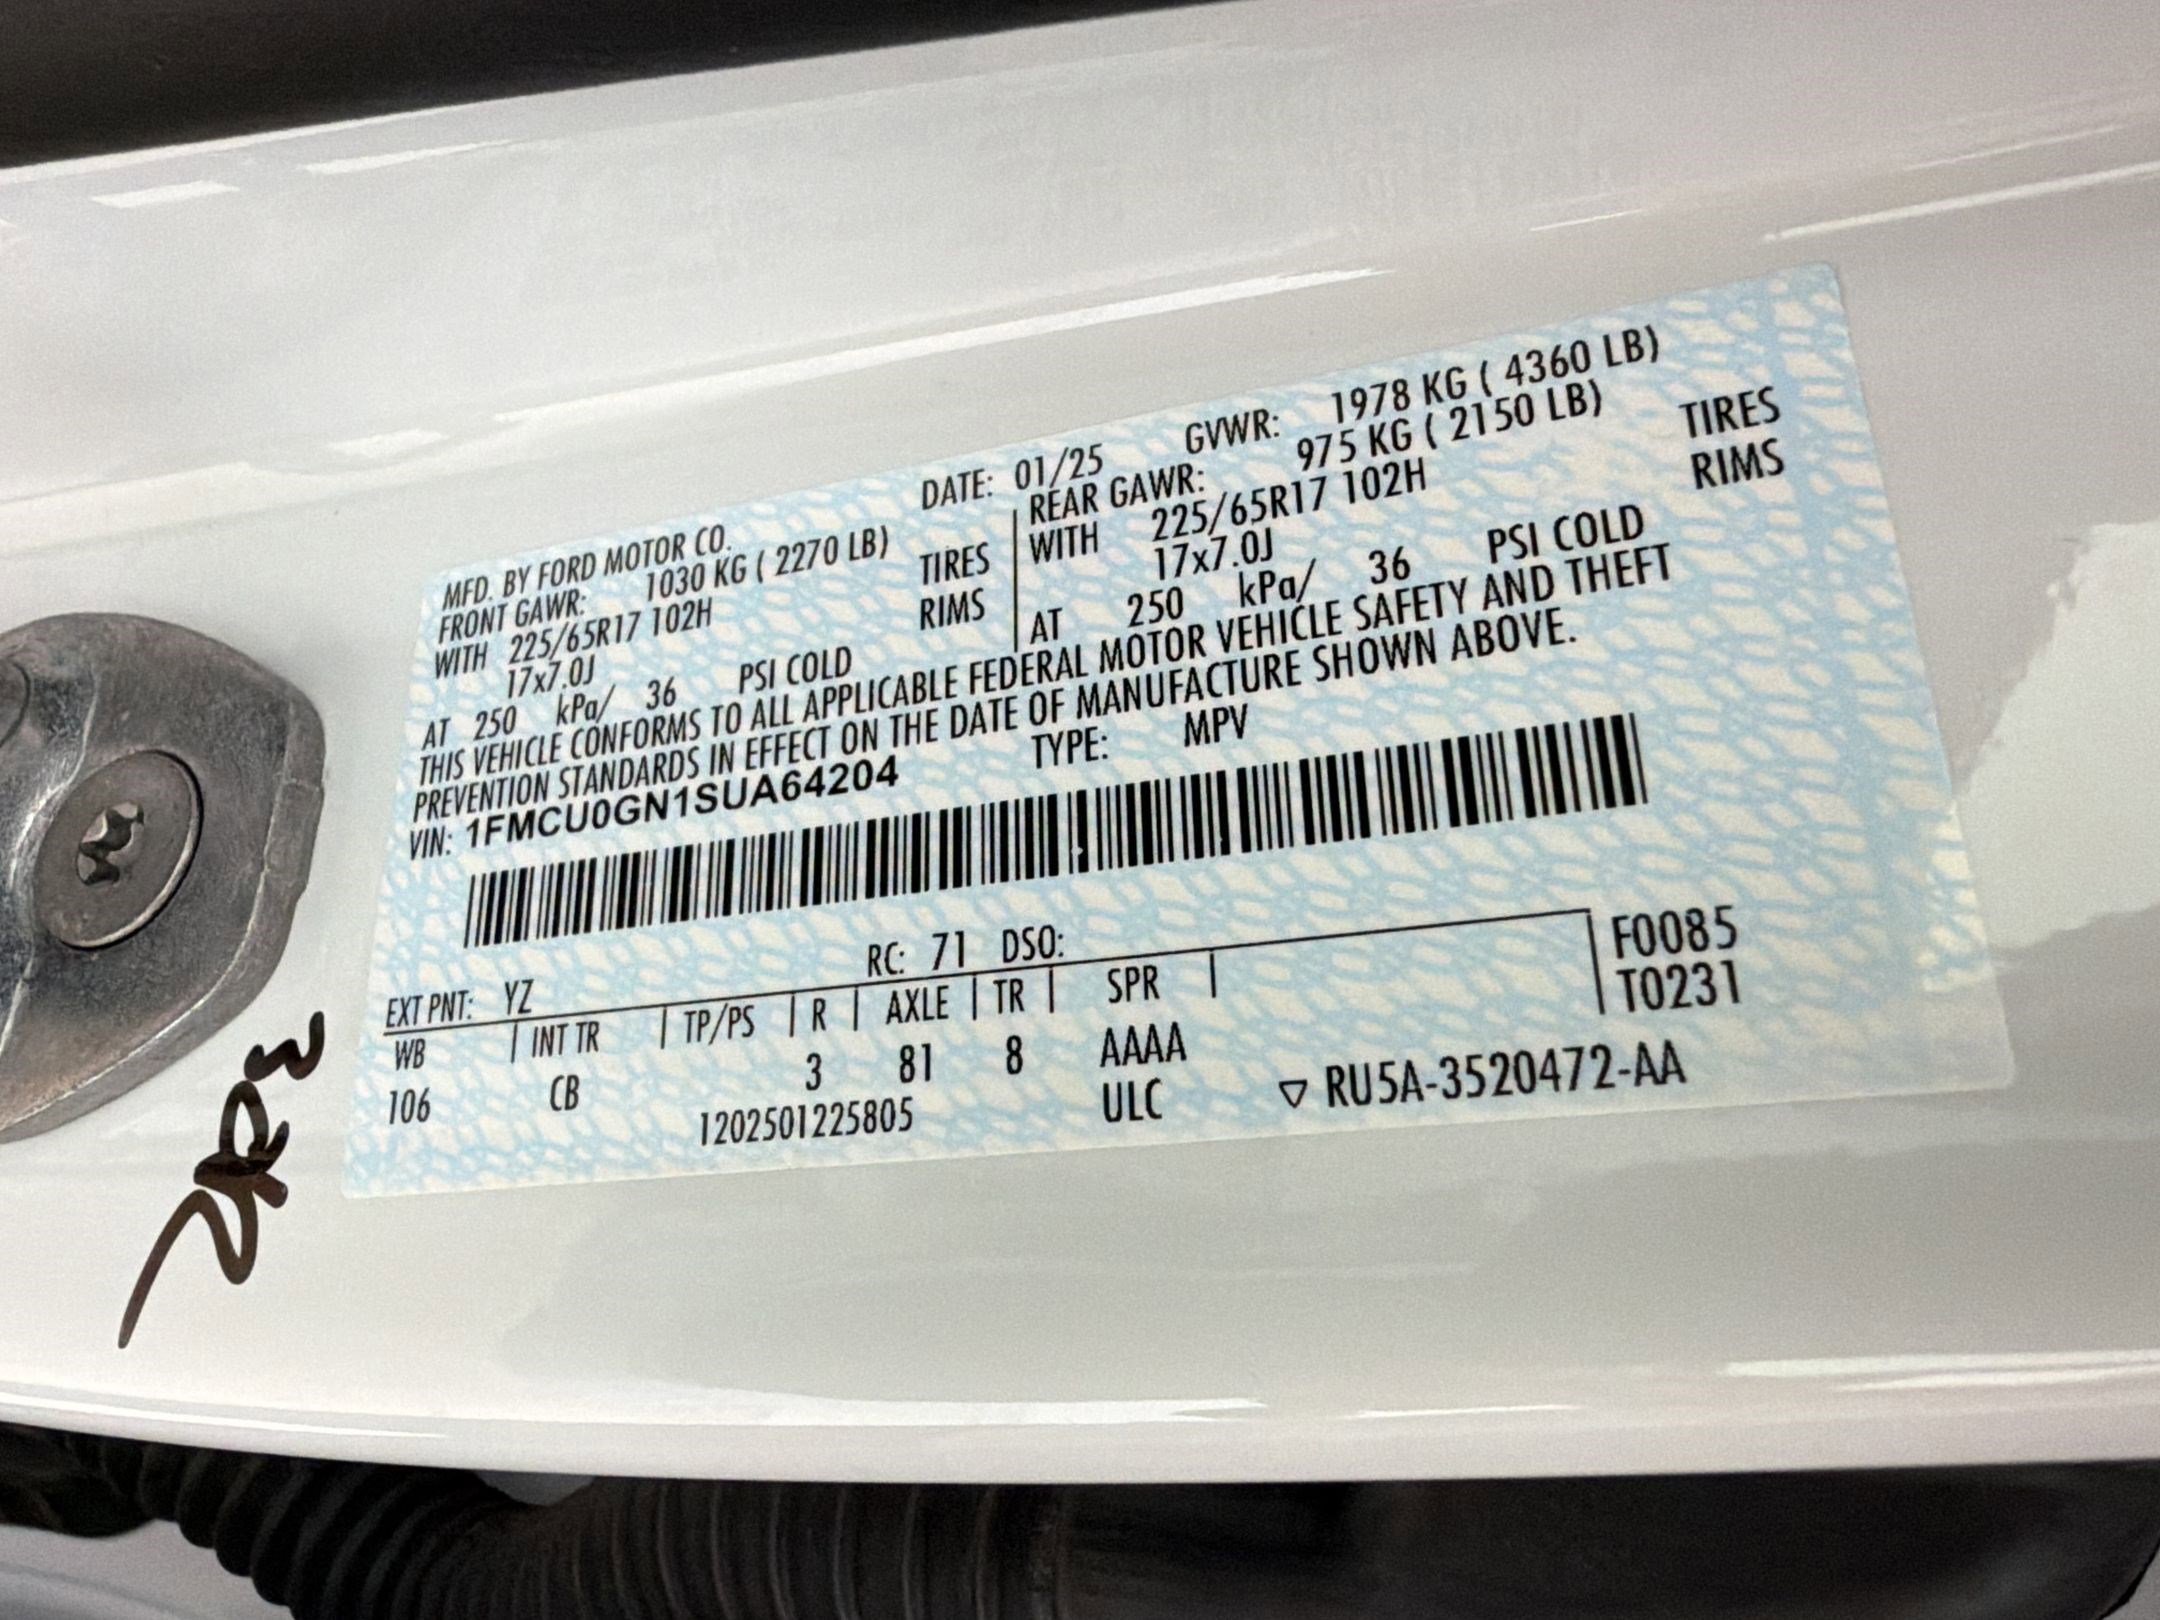 MFD. BY FORD MOTOR CO. DATE: 01/25 GVWR: 1978 KG ( 4360 LB)
FRONT GAWR: 1030 KG ( 2270 LB) REAR GAWR: 975 KG ( 2150 LB)
WITH 225/65R17 102H TIRES WITH 225/65R17 102H TIRES
17x7.0J RIMS 17x7.0J RIMS
AT 250 kPa/ 36 PSI COLD AT 250 kPa/ 36 PSI COLD
THIS VEHICLE CONFORMS TO ALL APPLICABLE FEDERAL MOTOR VEHICLE SAFETY AND THEFT
PREVENTION STANDARDS IN EFFECT ON THE DATE OF MANUFACTURE SHOWN ABOVE.
VIN: 1FMCU0GN1SUA64204 TYPE: MPV
EXT PNT: YZ RC: 71 DSO: F0085
WB INT TR TP/PS R AXLE TR SPR T0231
106 CB 3 81 8 AAAA
1202501225805 ULC ▽ RU5A-3520472-AA